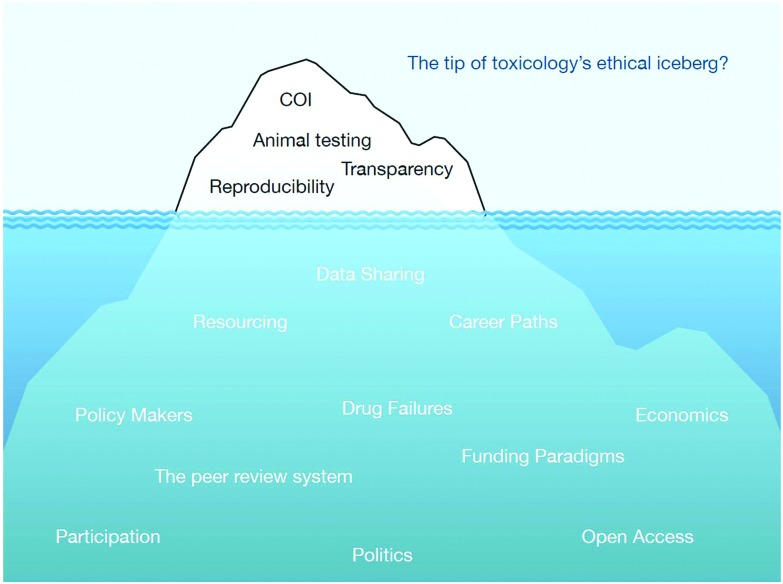 The tip of toxicology’s ethical iceberg?
COI
Animal testing
Transparency
Reproducibility
Data Sharing
Resourcing
Career Paths
Policy Makers
Drug Failures
Economics
Funding Paradigms
The peer review system
Participation
Open Access
Politics